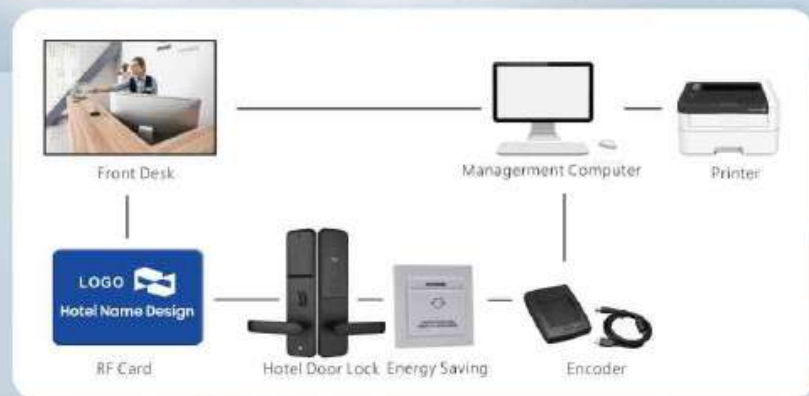 Front Desk
Managerment Computer
Printer
LOGO
Hotel Name Design
RF Card
Hotel Door Lock
Energy Saving
Encoder